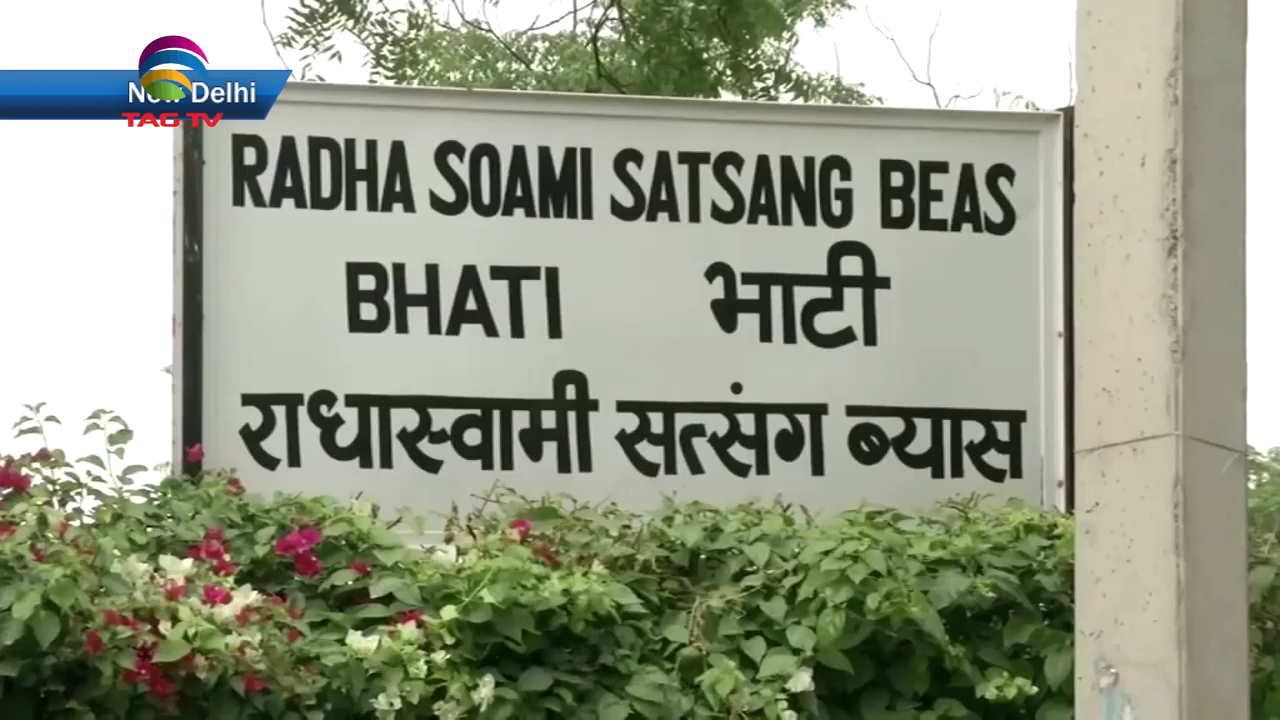 New Delhi
TAG TV
RADHA SOAMI SATSANG BEAS
BHATI भाटी
राधास्वामी सत्संग ब्यास